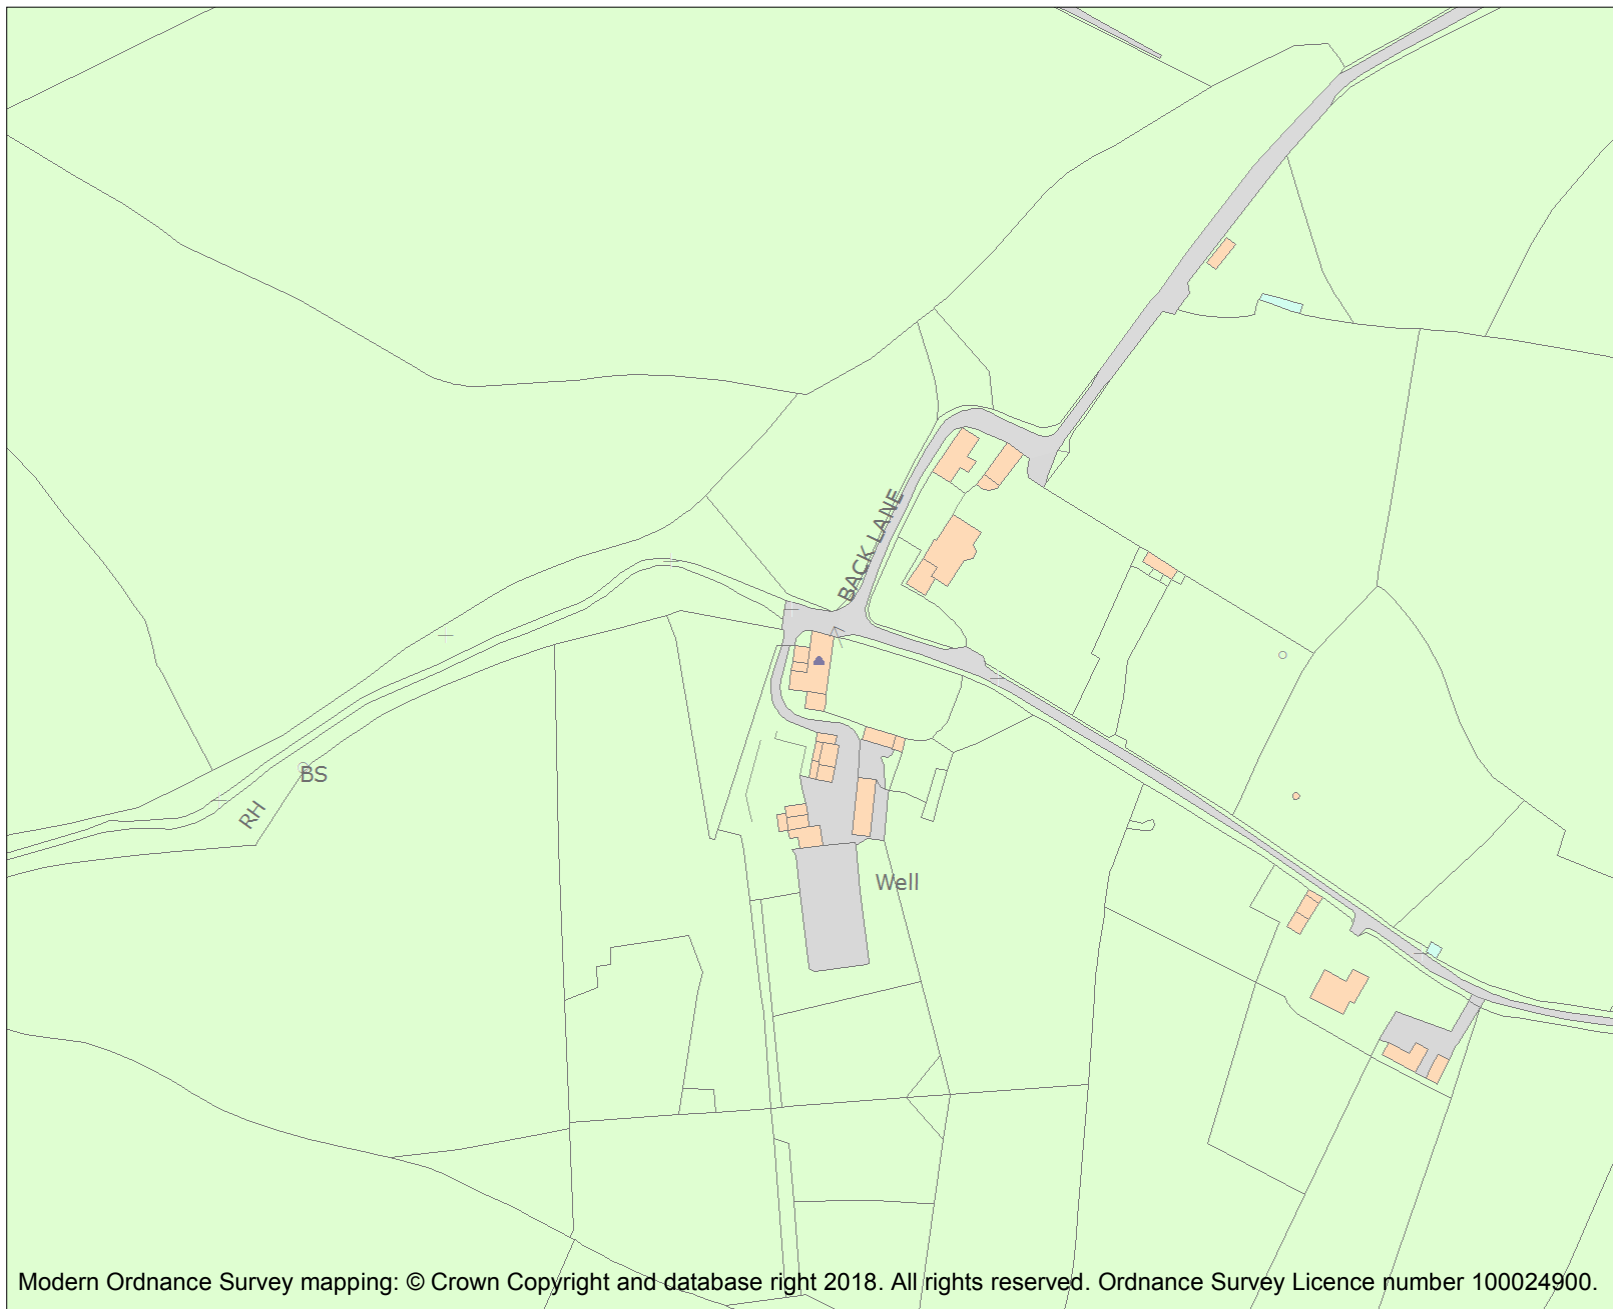 BACK LANE
BS
RH
Well
Modern Ordnance Survey mapping: © Crown Copyright and database right 2018. All rights reserved. Ordnance Survey Licence number 100024900.